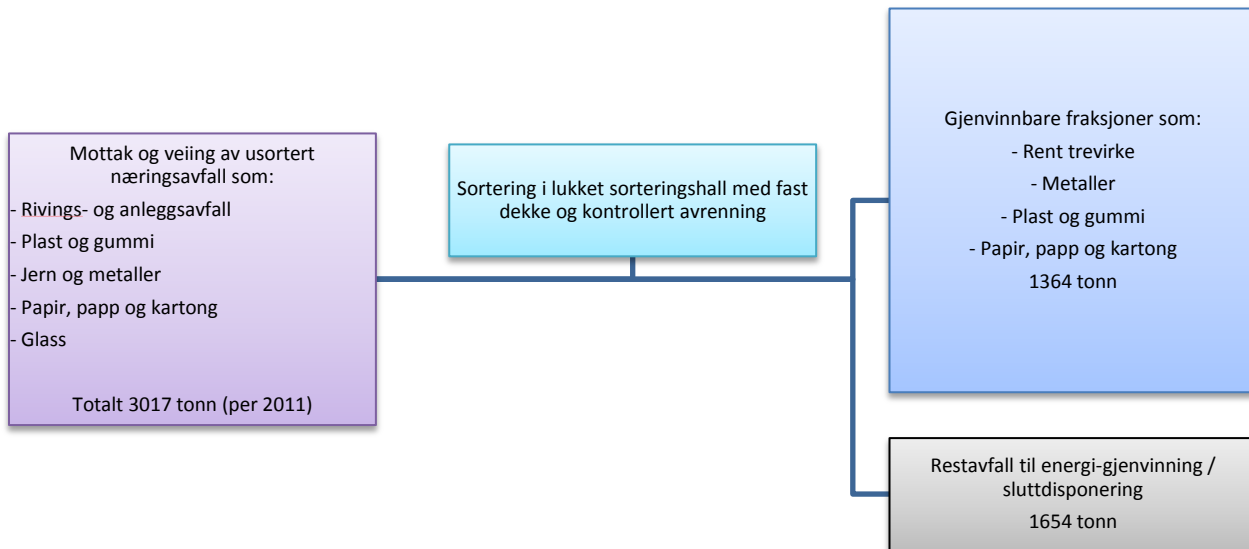 Mottak og veiing av usortert
næringsavfall som:
- Rivings- og anleggsavfall
- Plast og gummi
- Jern og metaller
- Papir, papp og kartong
- Glass
Totalt 3017 tonn (per 2011)
Sortering i lukket sorteringshall med fast
dekke og kontrollert avrenning
Gjenvinnbare fraksjoner som:
- Rent trevirke
- Metaller
- Plast og gummi
- Papir, papp og kartong
1364 tonn
Restavfall til energi-gjenvinning /
sluttdisponering
1654 tonn